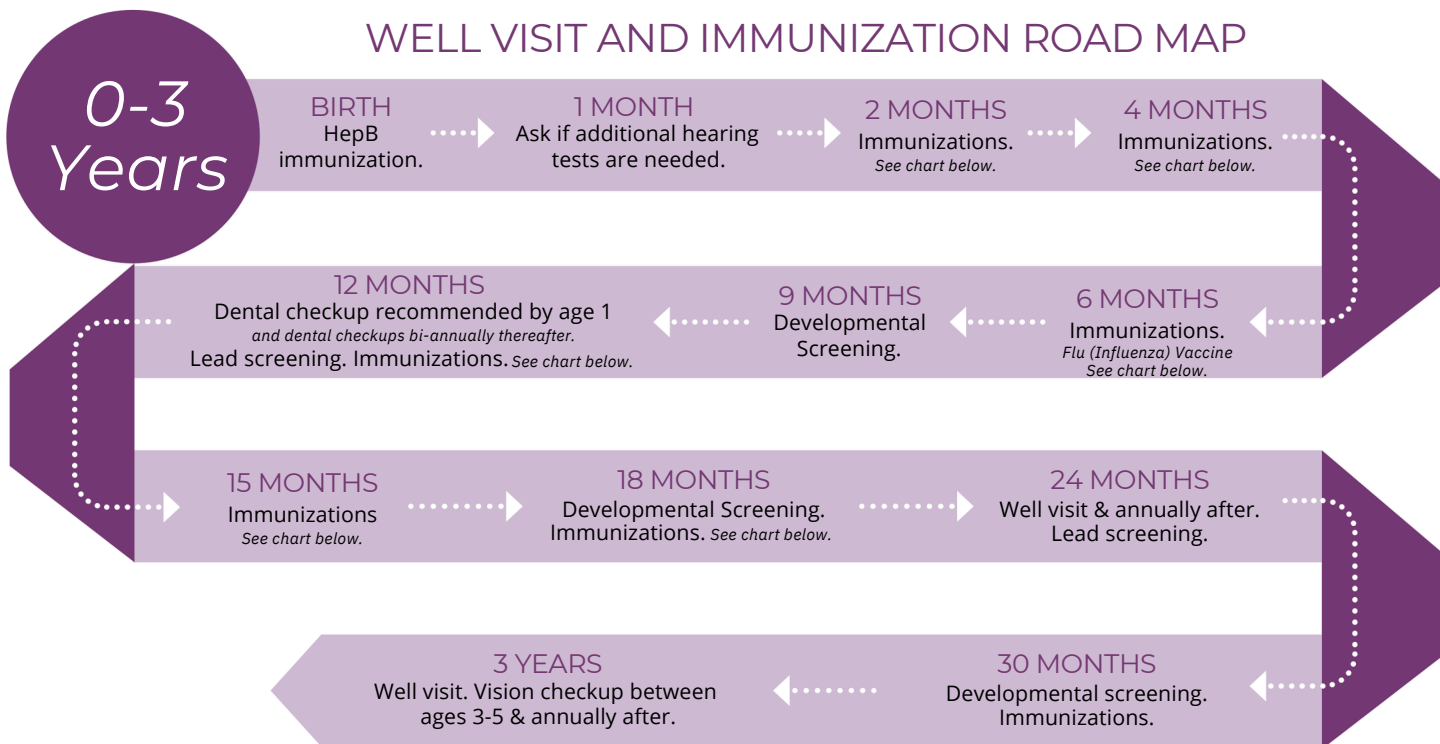 WELL VISIT AND IMMUNIZATION ROAD MAP
0-3
Years
BIRTH
HepB
immunization.
1 MONTH
Ask if additional hearing
tests are needed.
2 MONTHS
Immunizations.
See chart below.
4 MONTHS
Immunizations.
See chart below.
6 MONTHS
Immunizations.
Flu (Influenza) Vaccine
See chart below.
9 MONTHS
Developmental
Screening.
12 MONTHS
Dental checkup recommended by age 1
and dental checkups bi-annually thereafter.
Lead screening. Immunizations. See chart below.
15 MONTHS
Immunizations
See chart below.
18 MONTHS
Developmental Screening.
Immunizations. See chart below.
24 MONTHS
Well visit & annually after.
Lead screening.
30 MONTHS
Developmental screening.
Immunizations.
3 YEARS
Well visit. Vision checkup between
ages 3-5 & annually after.